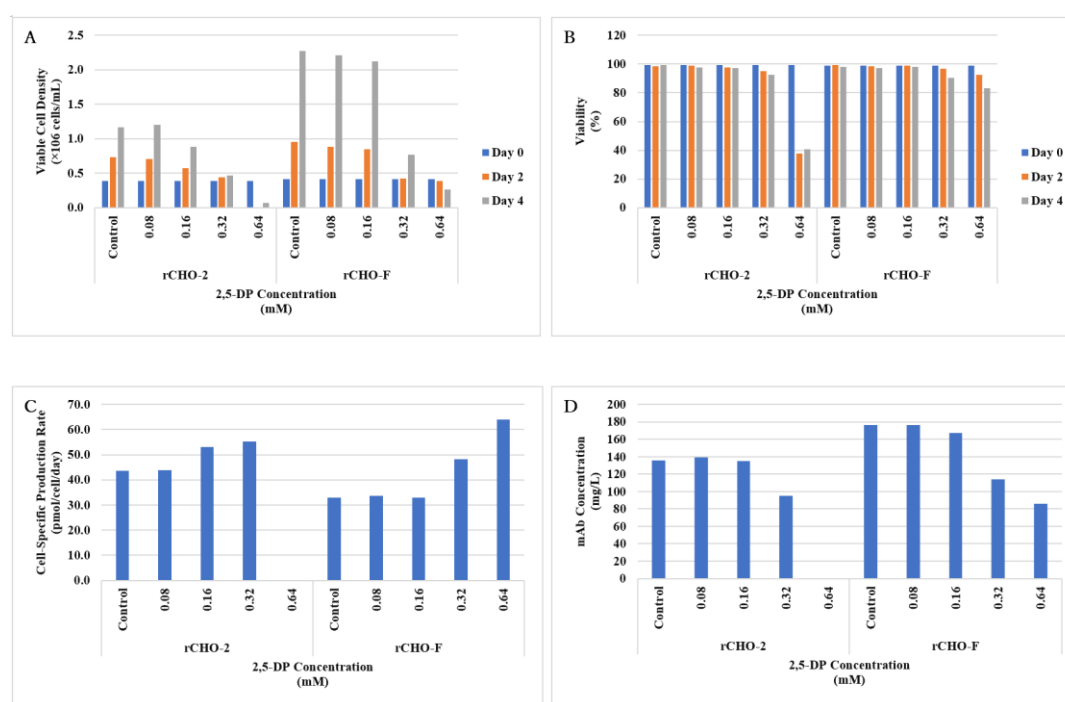 A
Viable Cell Density
(×106 cells/mL)
2.5
2.0
1.5
1.0
0.5
0.0
Control
0.08
0.16
0.32
0.64
Control
0.08
0.16
0.32
0.64
rCHO-2
rCHO-F
2,5-DP Concentration
(mM)
Day 0
Day 2
Day 4
B
Viability
(%)
120
100
80
60
40
20
0
Control
0.08
0.16
0.32
0.64
Control
0.08
0.16
0.32
0.64
rCHO-2
rCHO-F
2,5-DP Concentration
(mM)
Day 0
Day 2
Day 4
C
Cell-Specific Production Rate
(pmol/cell/day)
70.0
60.0
50.0
40.0
30.0
20.0
10.0
0.0
Control
0.08
0.16
0.32
0.64
Control
0.08
0.16
0.32
0.64
rCHO-2
rCHO-F
2,5-DP Concentration
(mM)
D
mAb Concentration
(mg/L)
200
180
160
140
120
100
80
60
40
20
0
Control
0.08
0.16
0.32
0.64
Control
0.08
0.16
0.32
0.64
rCHO-2
rCHO-F
2,5-DP Concentration
(mM)